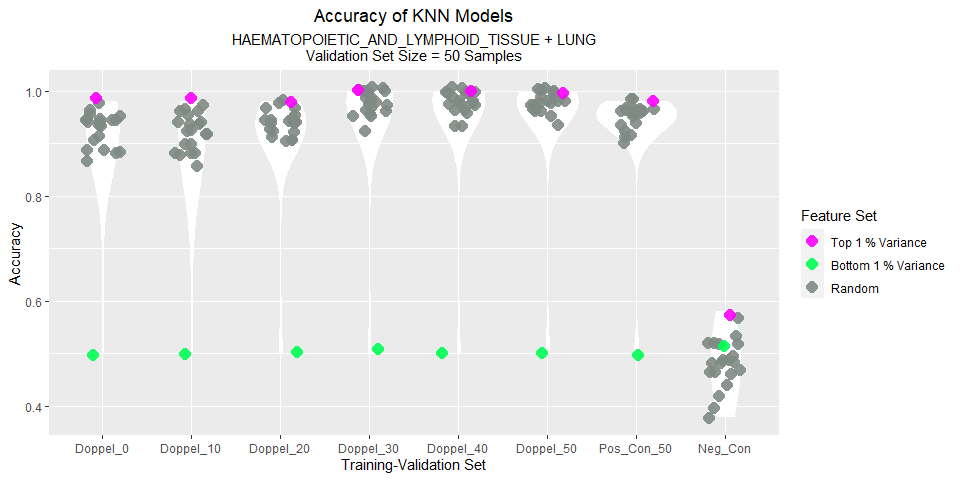 Accuracy of KNN Models
HAEMATOPOIETIC_AND_LYMPHOID_TISSUE + LUNG
Validation Set Size = 50 Samples
Accuracy
1.0
0.8
0.6
0.4
Doppel_0 Doppel_10 Doppel_20 Doppel_30 Doppel_40 Doppel_50 Pos_Con_50 Neg_Con
Training-Validation Set
Feature Set
Top 1 % Variance
Bottom 1 % Variance
Random